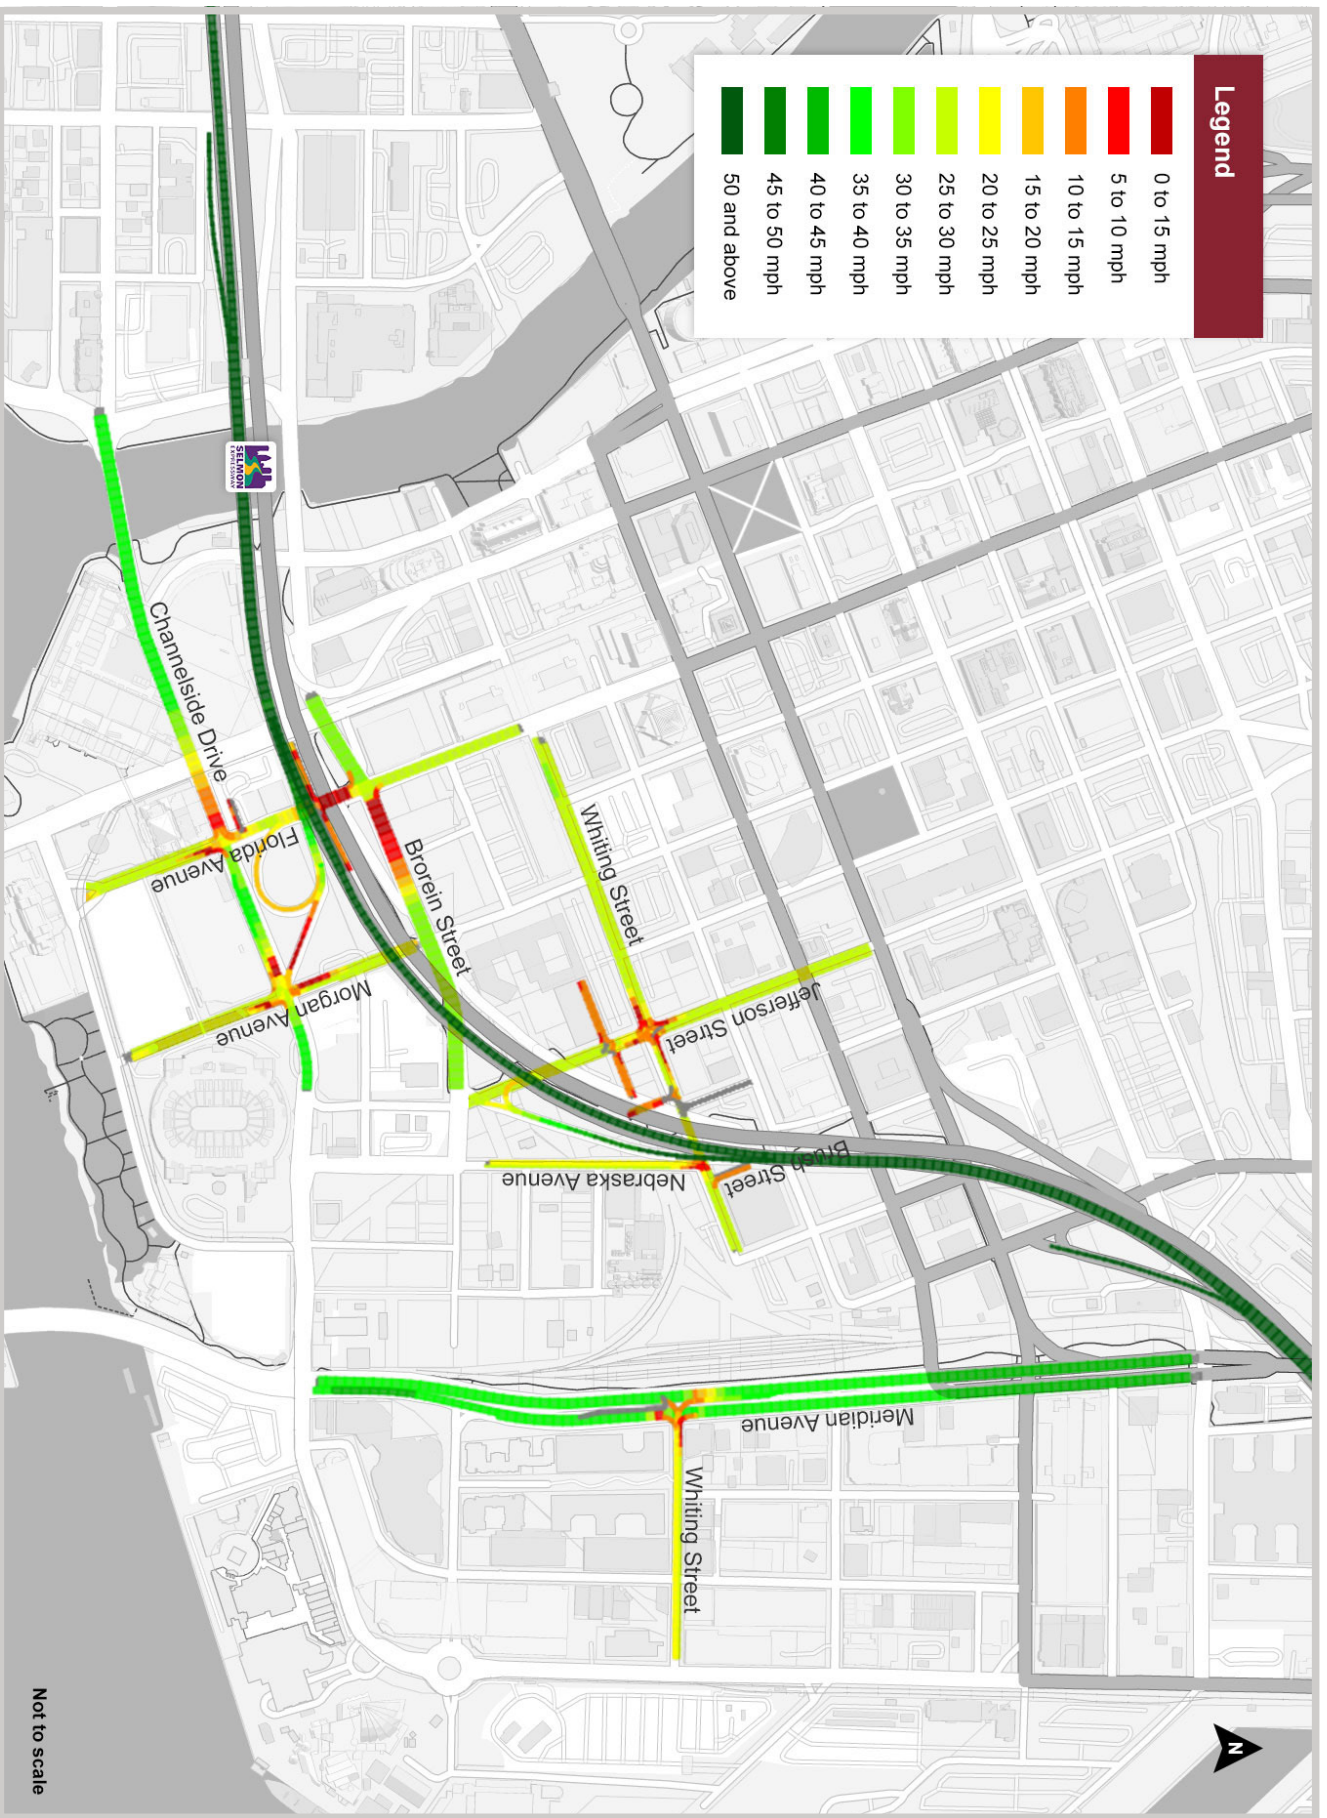 Legend
0 to 15 mph
5 to 10 mph
10 to 15 mph
15 to 20 mph
20 to 25 mph
25 to 30 mph
30 to 35 mph
35 to 40 mph
40 to 45 mph
45 to 50 mph
50 and above
N
Whiting Street
Jefferson Street
Brush Street
Meridian Avenue
Whiting Street
Brorein Street
Nebraska Avenue
SELMON
EXPRESSWAY
Channelside Drive
Florida Avenue
Morgan Avenue
Not to scale